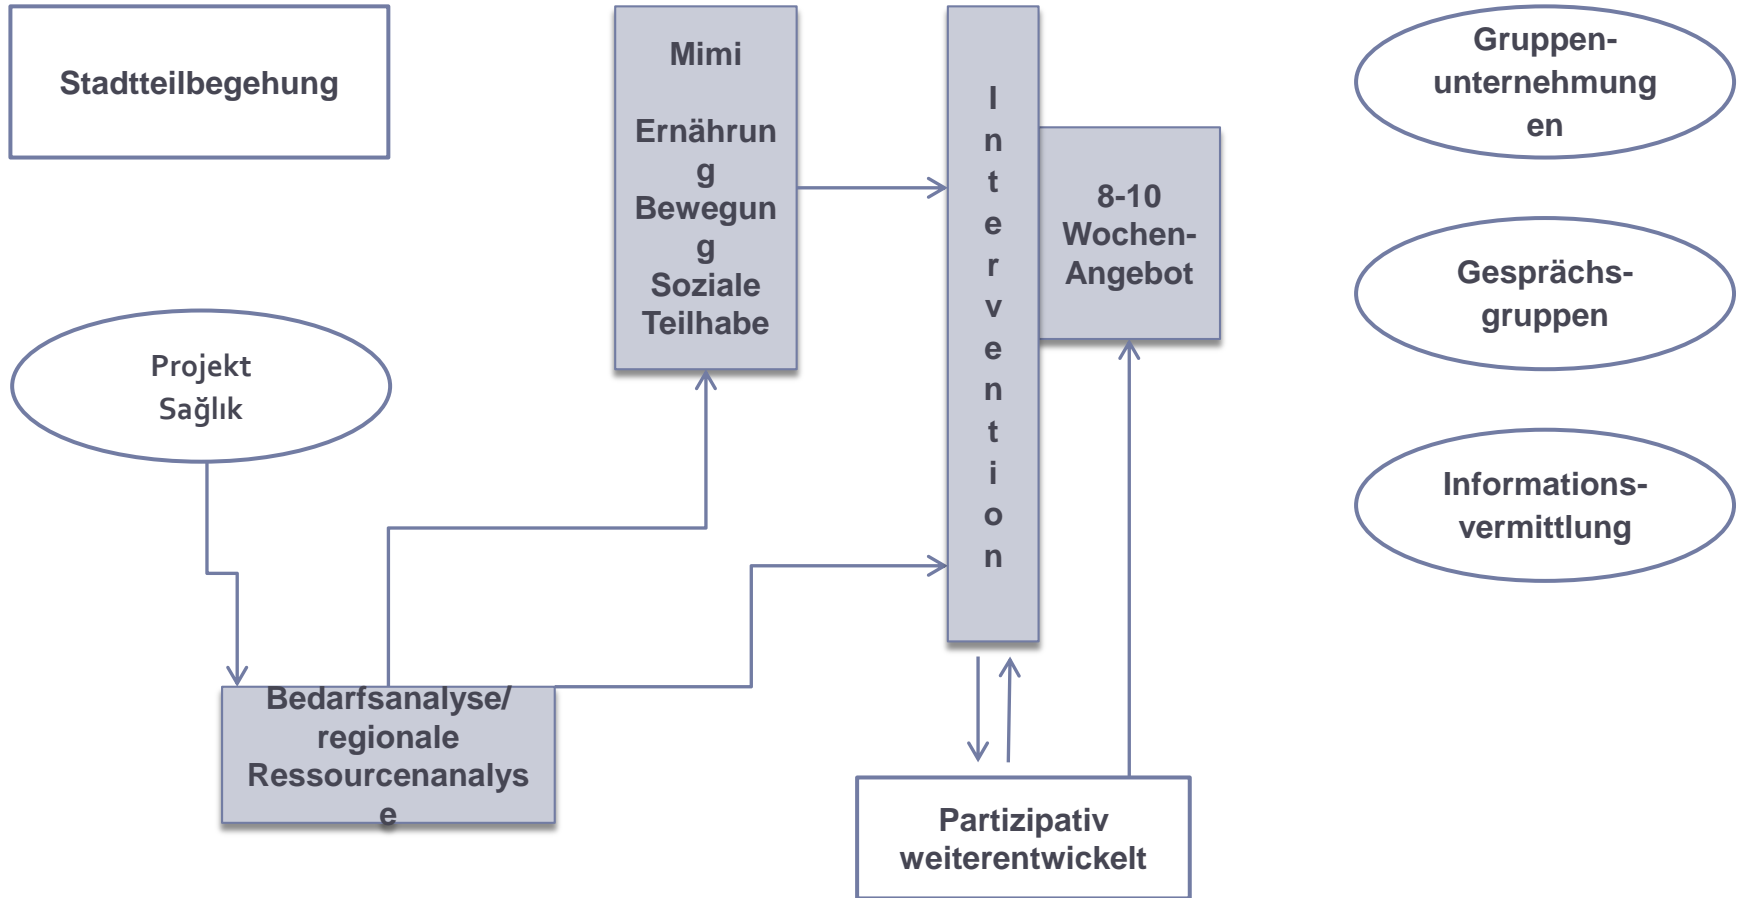 Stadtteilbegehung
Mimi
Ernährun
g
Bewegun
g
Soziale
Teilhabe
I
n
t
e
r
v
e
n
t
i
o
n
8-10
Wochen-
Angebot
Gruppen-
unternehmung
en
Gesprächs-
gruppen
Informations-
vermittlung
Projekt
Sağlık
Bedarfsanalyse/
regionale
Ressourcenanalys
e
Partizipativ
weiterentwickelt